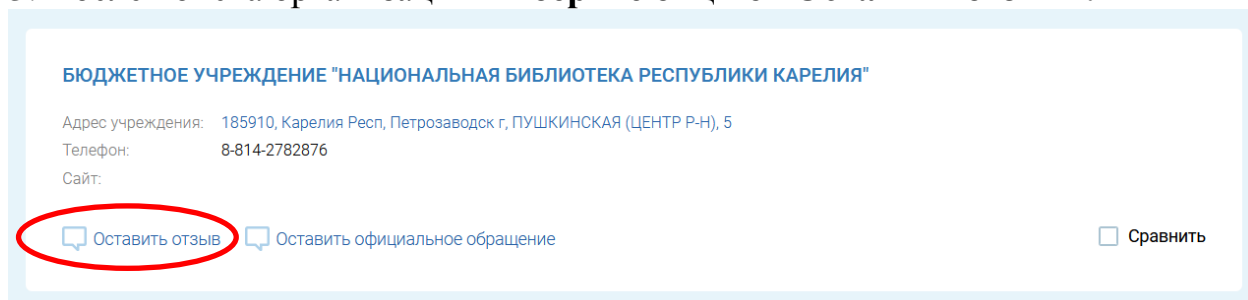 БЮДЖЕТНОЕ УЧРЕЖДЕНИЕ "НАЦИОНАЛЬНАЯ БИБЛИОТЕКА РЕСПУБЛИКИ КАРЕЛИЯ"
Адрес учреждения: 185910, Карелия Респ, Петрозаводск г, ПУШКИНСКАЯ (ЦЕНТР Р-Н), 5
Телефон: 8-814-2782876
Сайт:
Оставить отзыв Оставить официальное обращение Сравнить